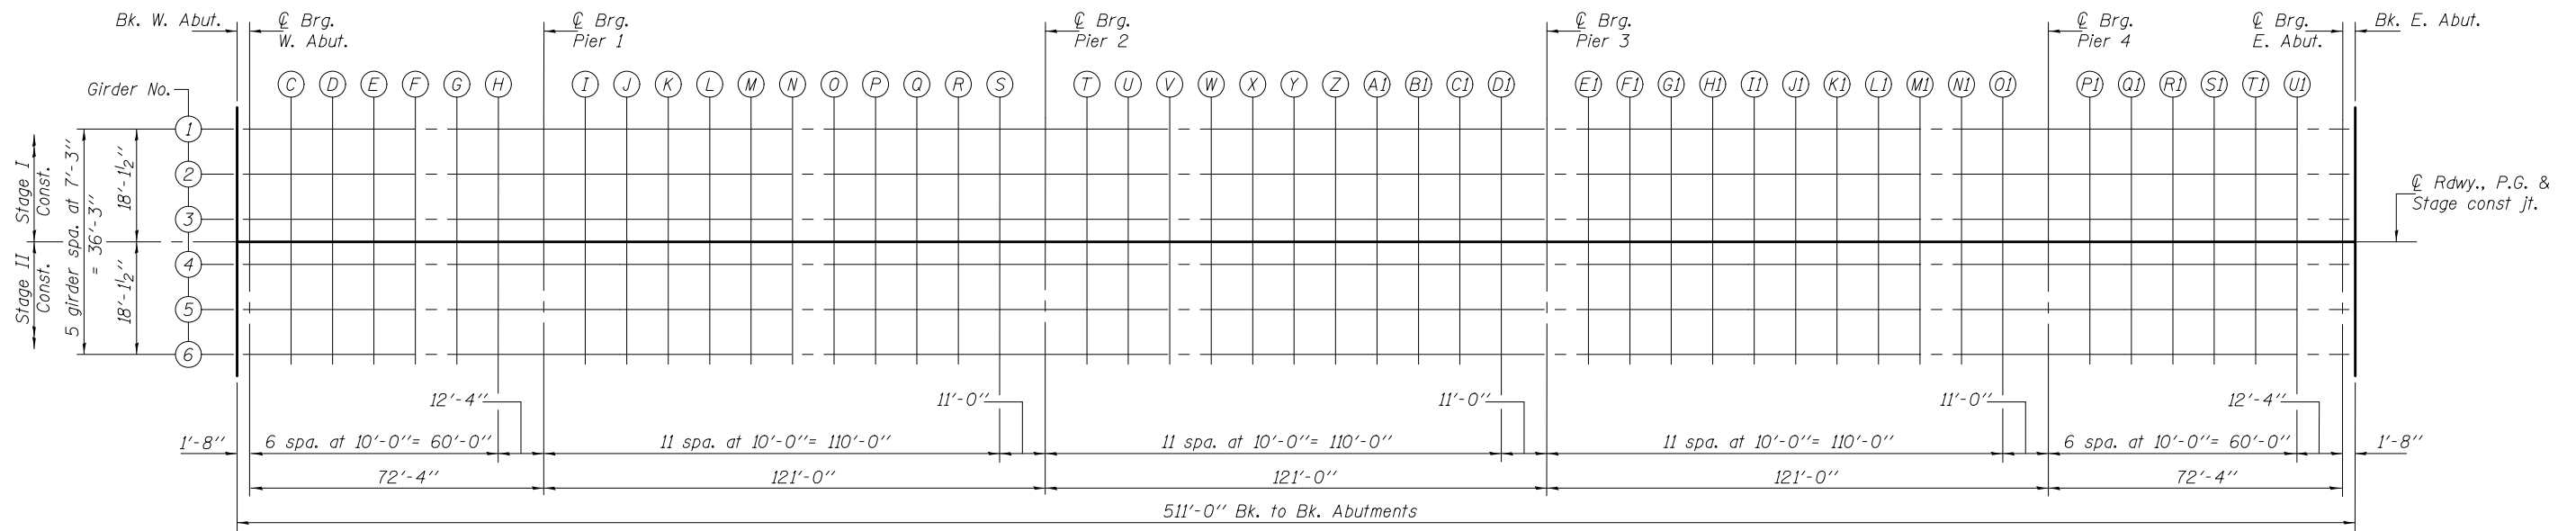 Bk. W. Abut.
℄ Brg.
W. Abut.
℄ Brg.
Pier 1
℄ Brg.
Pier 2
℄ Brg.
Pier 3
℄ Brg.
Pier 4
℄ Brg.
E. Abut.
Bk. E. Abut.
Girder No.
C D E F G H I J K L M N O P Q R S T U V W X Y Z A1 B1 C1 D1 E1 F1 G1 H1 I1 J1 K1 L1 M1 N1 O1 P1 Q1 R1 S1 T1 U1
1
2
3
4
5
6
Stage I
Const.
Stage II
Const.
5 girder spa. at 7'-3"
= 36'-3"
18'-1½"
18'-1½"
℄ Rdwy., P.G. &
Stage const jt.
12'-4"
11'-0"
11'-0"
11'-0"
12'-4"
1'-8"
6 spa. at 10'-0"= 60'-0"
11 spa. at 10'-0"= 110'-0"
11 spa. at 10'-0"= 110'-0"
11 spa. at 10'-0"= 110'-0"
6 spa. at 10'-0"= 60'-0"
1'-8"
72'-4"
121'-0"
121'-0"
121'-0"
72'-4"
511'-0" Bk. to Bk. Abutments